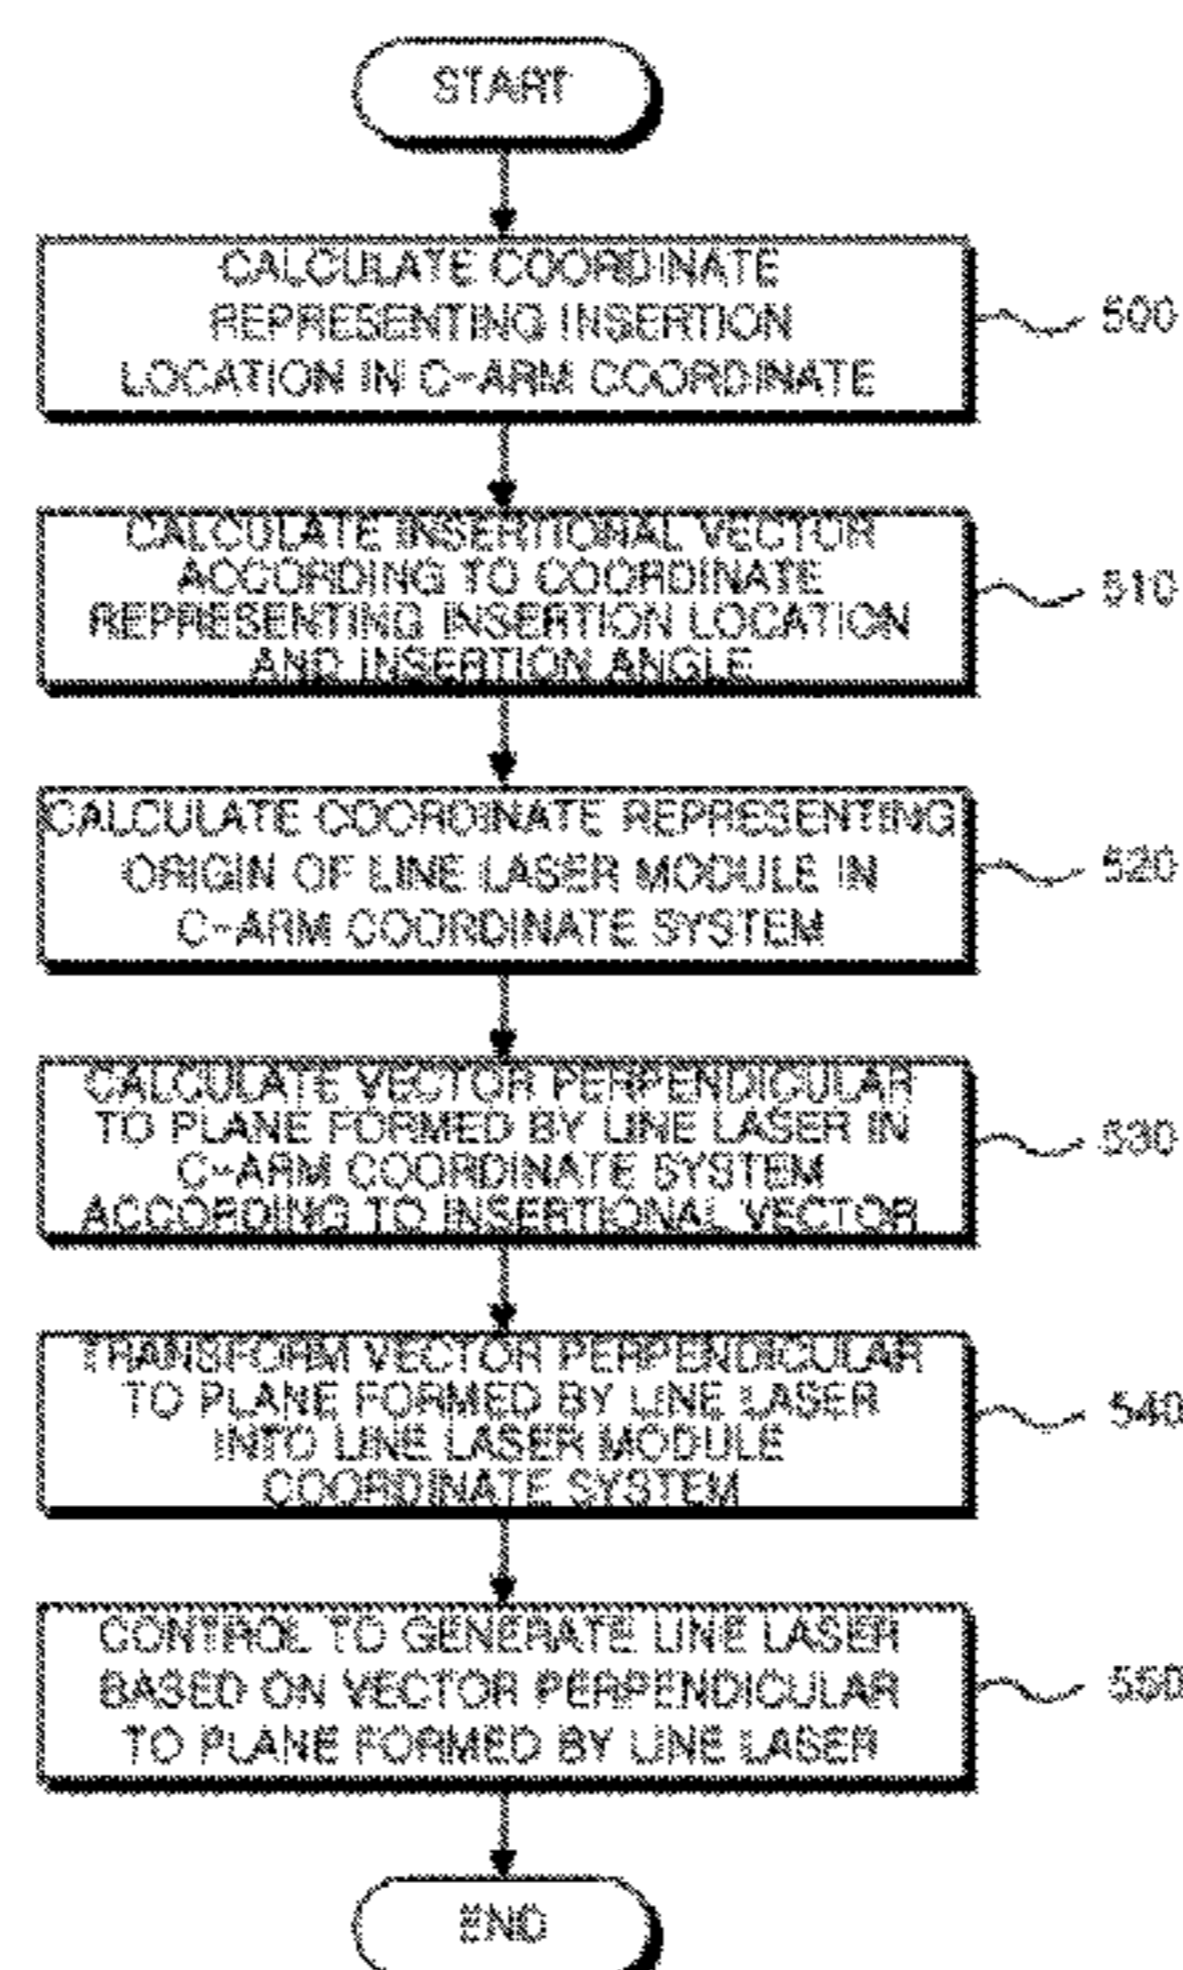 START
CALCULATE COORDINATE
REPRESENTING INSERTION
LOCATION IN C-ARM COORDINATE
500
CALCULATE INSERTIONAL VECTOR
ACCORDING TO COORDINATE
REPRESENTING INSERTION LOCATION
AND INSERTION ANGLE
510
CALCULATE COORDINATE REPRESENTING
ORIGIN OF LINE LASER MODULE IN
C-ARM COORDINATE SYSTEM
520
CALCULATE VECTOR PERPENDICULAR
TO PLANE FORMED BY LINE LASER IN
C-ARM COORDINATE SYSTEM
ACCORDING TO INSERTIONAL VECTOR
530
TRANSFORM VECTOR PERPENDICULAR
TO PLANE FORMED BY LINE LASER
INTO LINE LASER MODULE
COORDINATE SYSTEM
540
CONTROL TO GENERATE LINE LASER
BASED ON VECTOR PERPENDICULAR
TO PLANE FORMED BY LINE LASER
550
END